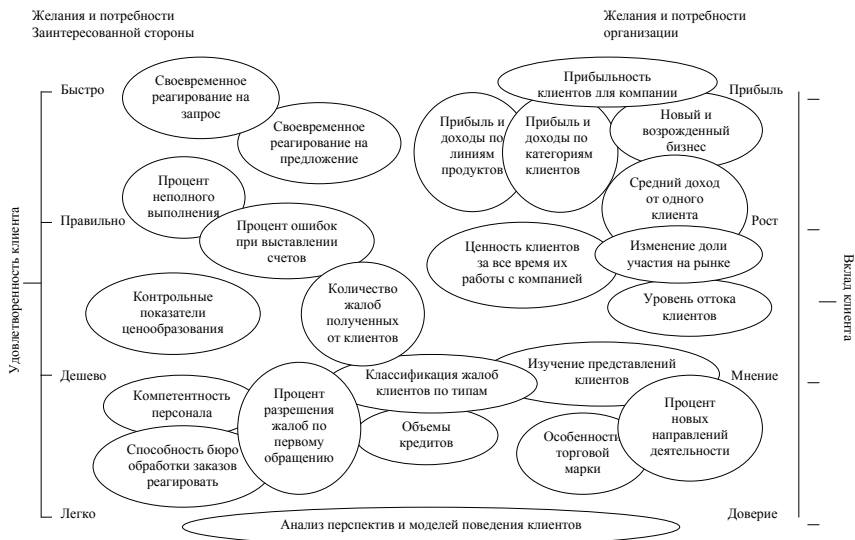 Желания и потребности
Заинтересованной стороны
Желания и потребности
организации
Быстро
Своевременное
реагирование на
запрос
Своевременное
реагирование на
предложение
Прибыльность
клиентов для компании
Прибыль
Прибыль и
доходы по
линиям
продуктов
Прибыль и
доходы по
категориям
клиентов
Новый и
возрожденный
бизнес
Процент
неполного
выполнения
Средний доход
от одного
клиента
Правильно
Процент ошибок
при выставлении
счетов
Рост
Ценность клиентов
за все время их
работы с компанией
Изменение доли
участия на рынке
Удовлетворенность клиента
Вклад клиента
Контрольные
показатели
ценообразования
Количество
жалоб
полученных
от клиентов
Уровень оттока
клиентов
Дешево
Классификация жалоб
клиентов по типам
Изучение представлений
клиентов
Мнение
Компетентность
персонала
Процент
разрешения
жалоб по
первому
обращению
Объемы
кредитов
Особенности
торговой
марки
Процент
новых
направлений
деятельности
Способность бюро
обработки заказов
реагировать
Легко
Анализ перспектив и моделей поведения клиентов
Доверие